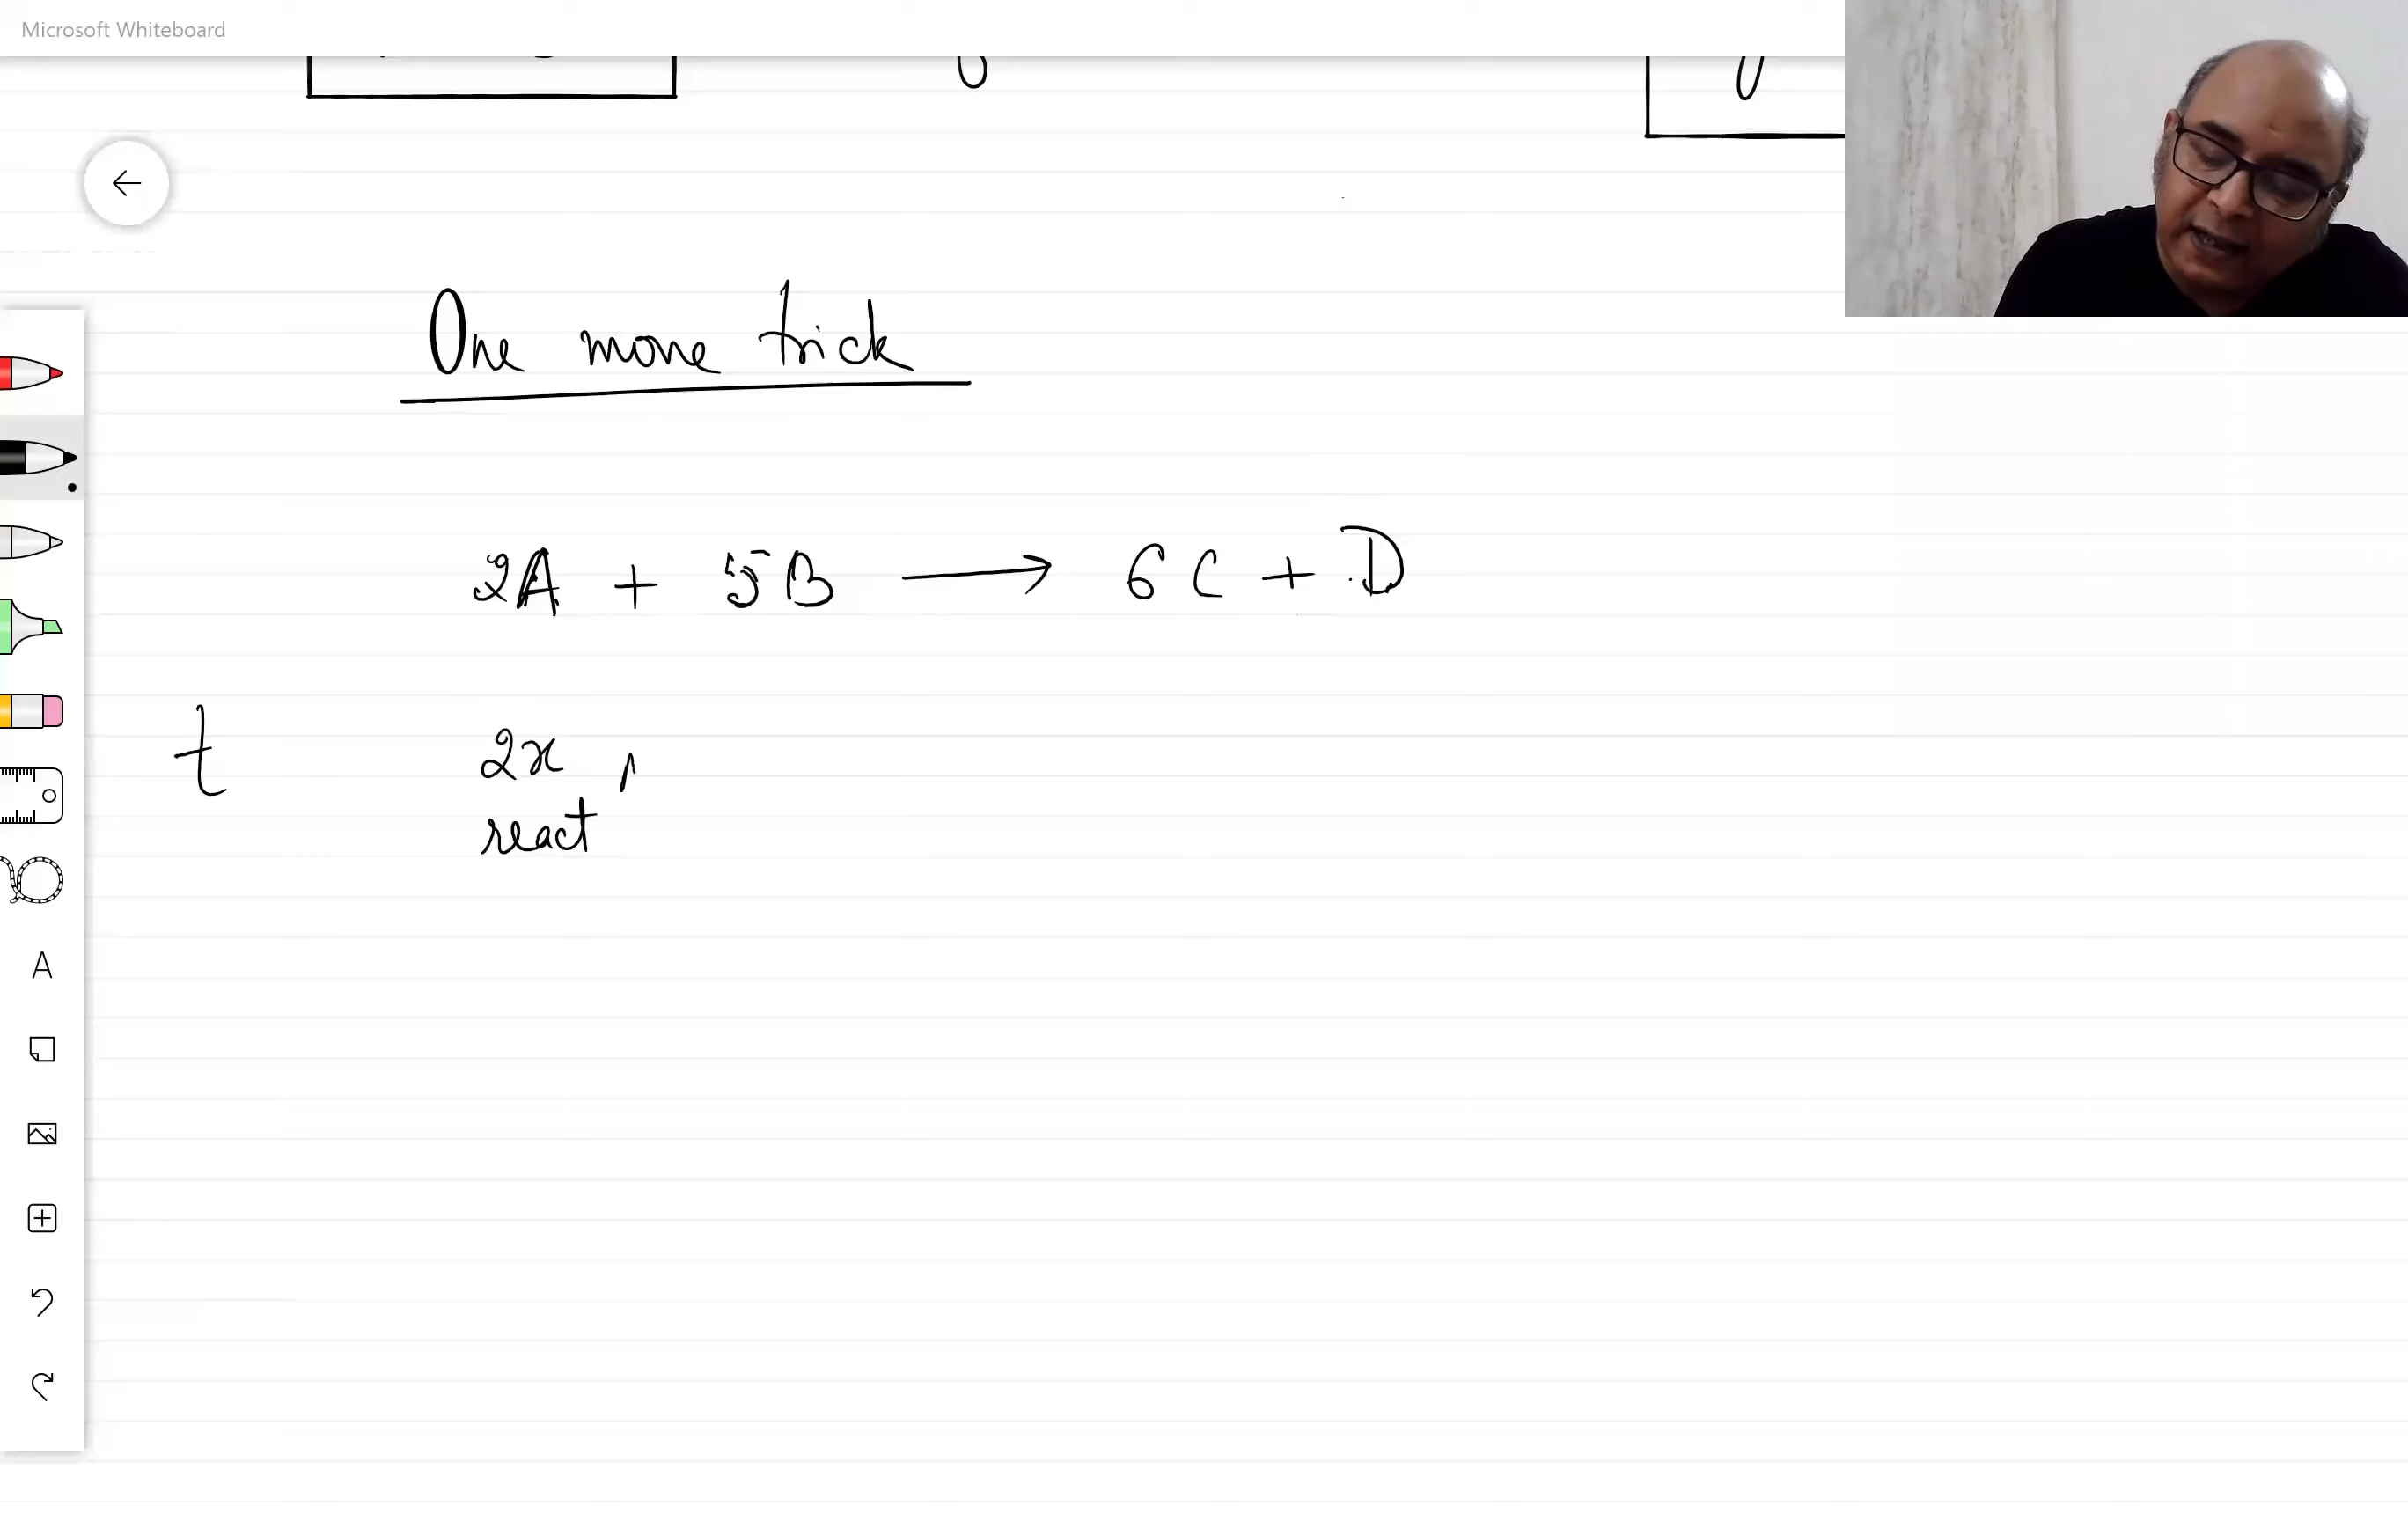 Microsoft Whiteboard
One more trick
2A + 5B ⟶ 6C + D
t 2x
react
A